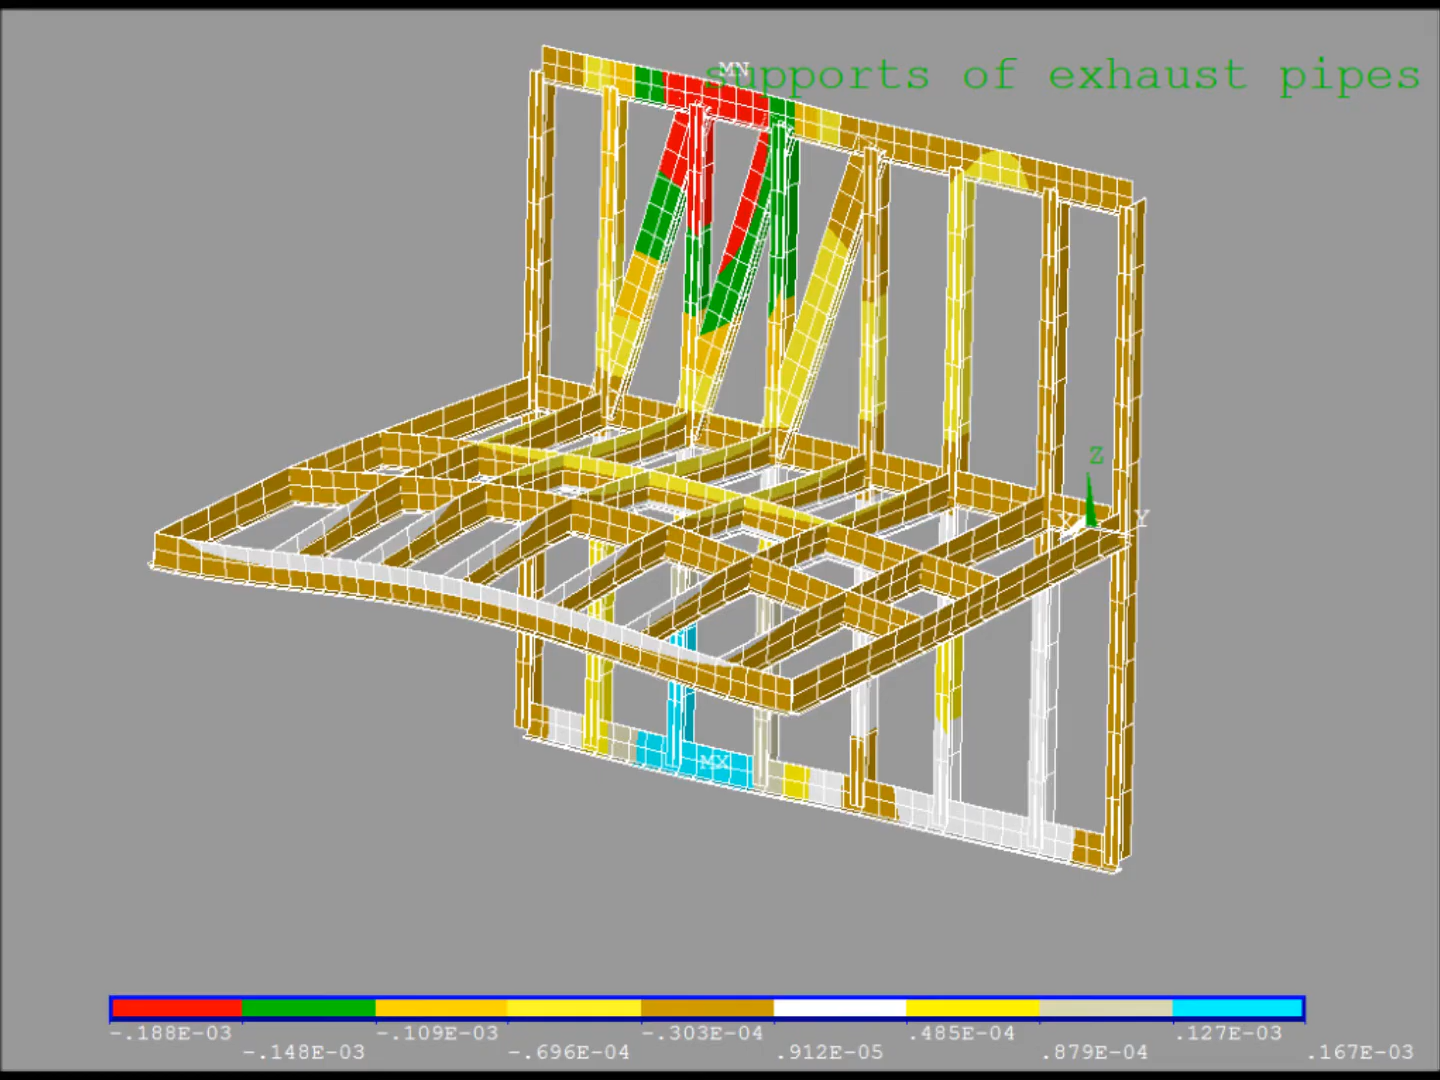 MN
supports of exhaust pipes
Z
X Y
MX
-.188E-03 -.109E-03 -.303E-04 .485E-04 .127E-03
-.148E-03 -.696E-04 .912E-05 .879E-04 .167E-03